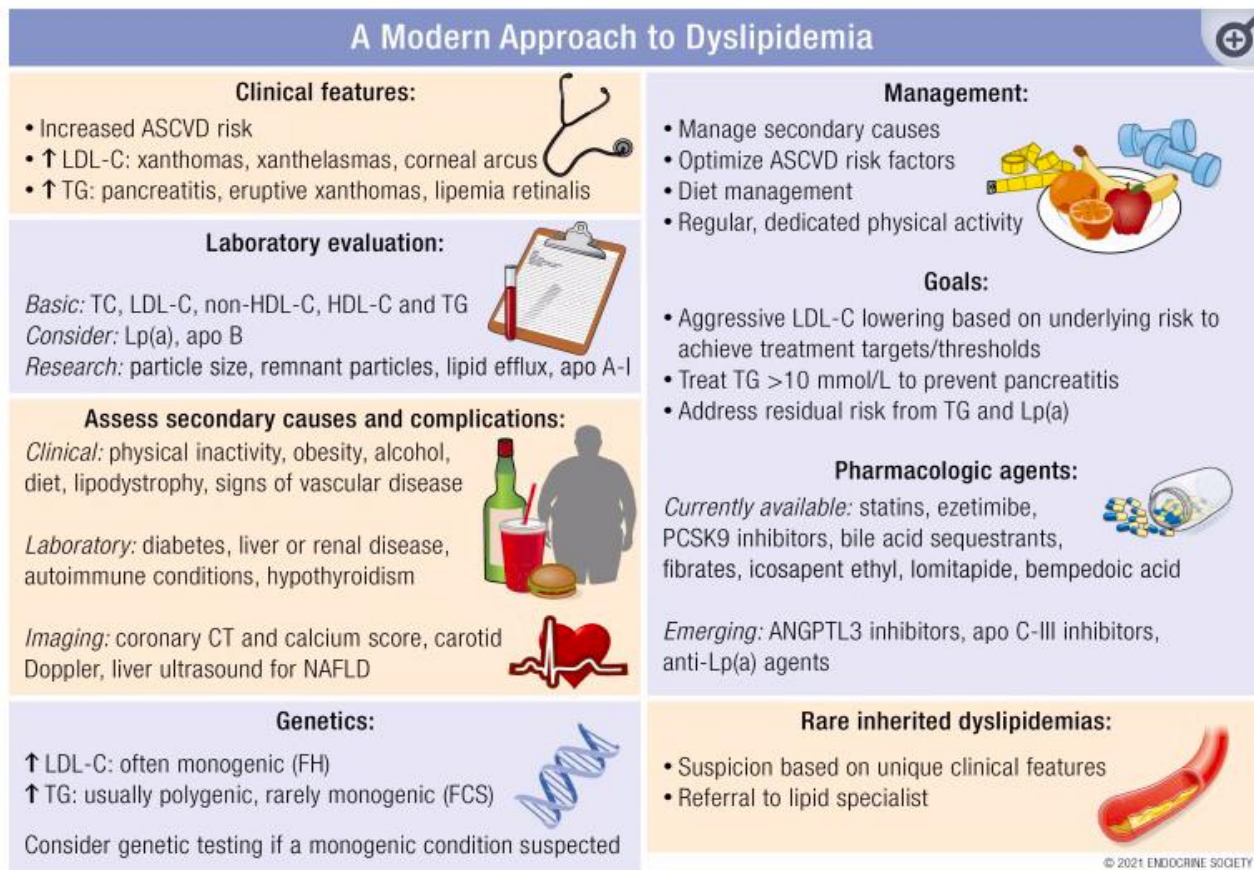 A Modern Approach to Dyslipidemia
Clinical features:
• Increased ASCVD risk
• ↑ LDL-C: xanthomas, xanthelasmas, corneal arcus
• ↑ TG: pancreatitis, eruptive xanthomas, lipemia retinalis
Laboratory evaluation:
Basic: TC, LDL-C, non-HDL-C, HDL-C and TG
Consider: Lp(a), apo B
Research: particle size, remnant particles, lipid efflux, apo A-I
Assess secondary causes and complications:
Clinical: physical inactivity, obesity, alcohol,
diet, lipodystrophy, signs of vascular disease
Laboratory: diabetes, liver or renal disease,
autoimmune conditions, hypothyroidism
Imaging: coronary CT and calcium score, carotid
Doppler, liver ultrasound for NAFLD
Genetics:
↑ LDL-C: often monogenic (FH)
↑ TG: usually polygenic, rarely monogenic (FCS)
Consider genetic testing if a monogenic condition suspected
Management:
• Manage secondary causes
• Optimize ASCVD risk factors
• Diet management
• Regular, dedicated physical activity
Goals:
• Aggressive LDL-C lowering based on underlying risk to
achieve treatment targets/thresholds
• Treat TG >10 mmol/L to prevent pancreatitis
• Address residual risk from TG and Lp(a)
Pharmacologic agents:
Currently available: statins, ezetimibe,
PCSK9 inhibitors, bile acid sequestrants,
fibrates, icosapent ethyl, lomitapide, bempedoic acid
Emerging: ANGPTL3 inhibitors, apo C-III inhibitors,
anti-Lp(a) agents
Rare inherited dyslipidemias:
• Suspicion based on unique clinical features
• Referral to lipid specialist
© 2021 ENDOCRINE SOCIETY